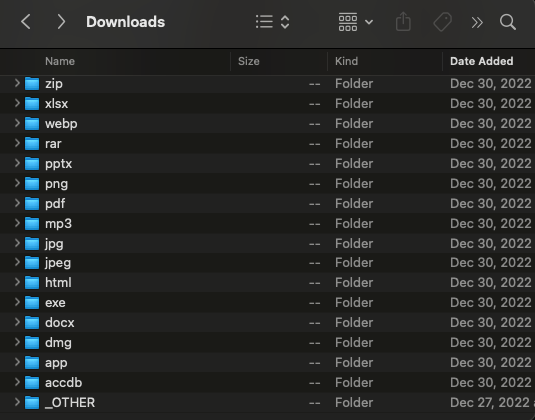 Downloads
Name Size Kind Date Added
zip -- Folder Dec 30, 2022
xlsx -- Folder Dec 30, 2022
webp -- Folder Dec 30, 2022
rar -- Folder Dec 30, 2022
pptx -- Folder Dec 30, 2022
png -- Folder Dec 30, 2022
pdf -- Folder Dec 30, 2022
mp3 -- Folder Dec 30, 2022
jpg -- Folder Dec 30, 2022
jpeg -- Folder Dec 30, 2022
html -- Folder Dec 30, 2022
exe -- Folder Dec 30, 2022
docx -- Folder Dec 30, 2022
dmg -- Folder Dec 30, 2022
app -- Folder Dec 30, 2022
accdb -- Folder Dec 30, 2022
_OTHER -- Folder Dec 27, 2022